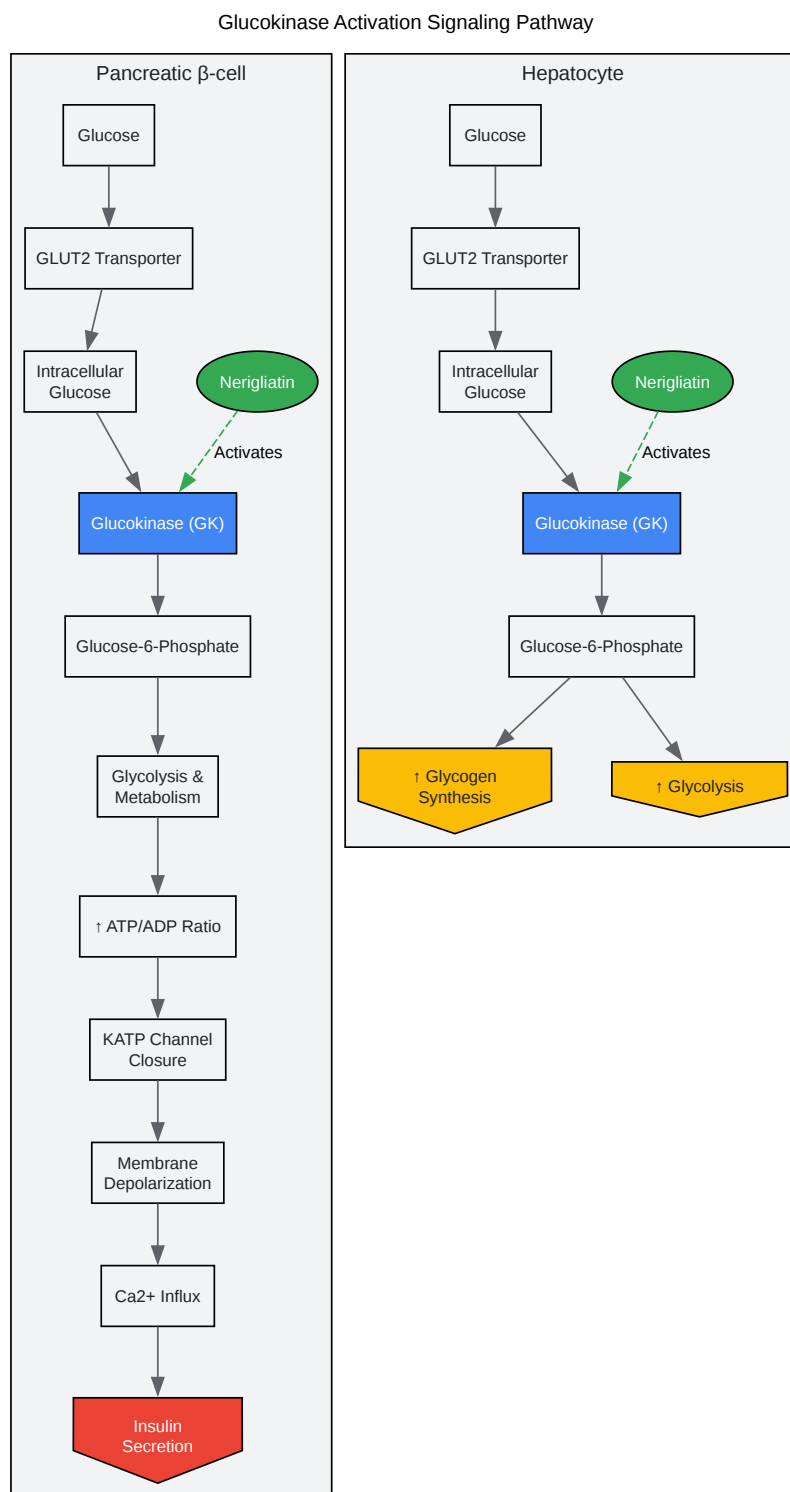 Glucokinase Activation Signaling Pathway
Pancreatic β-cell
Glucose
GLUT2 Transporter
Intracellular
Glucose
Nerigliatin
Activates
Glucokinase (GK)
Glucose-6-Phosphate
Glycolysis &
Metabolism
↑ ATP/ADP Ratio
KATP Channel
Closure
Membrane
Depolarization
Ca2+ Influx
Insulin
Secretion
Hepatocyte
Glucose
GLUT2 Transporter
Intracellular
Glucose
Nerigliatin
Activates
Glucokinase (GK)
Glucose-6-Phosphate
↑ Glycogen
Synthesis
↑ Glycolysis